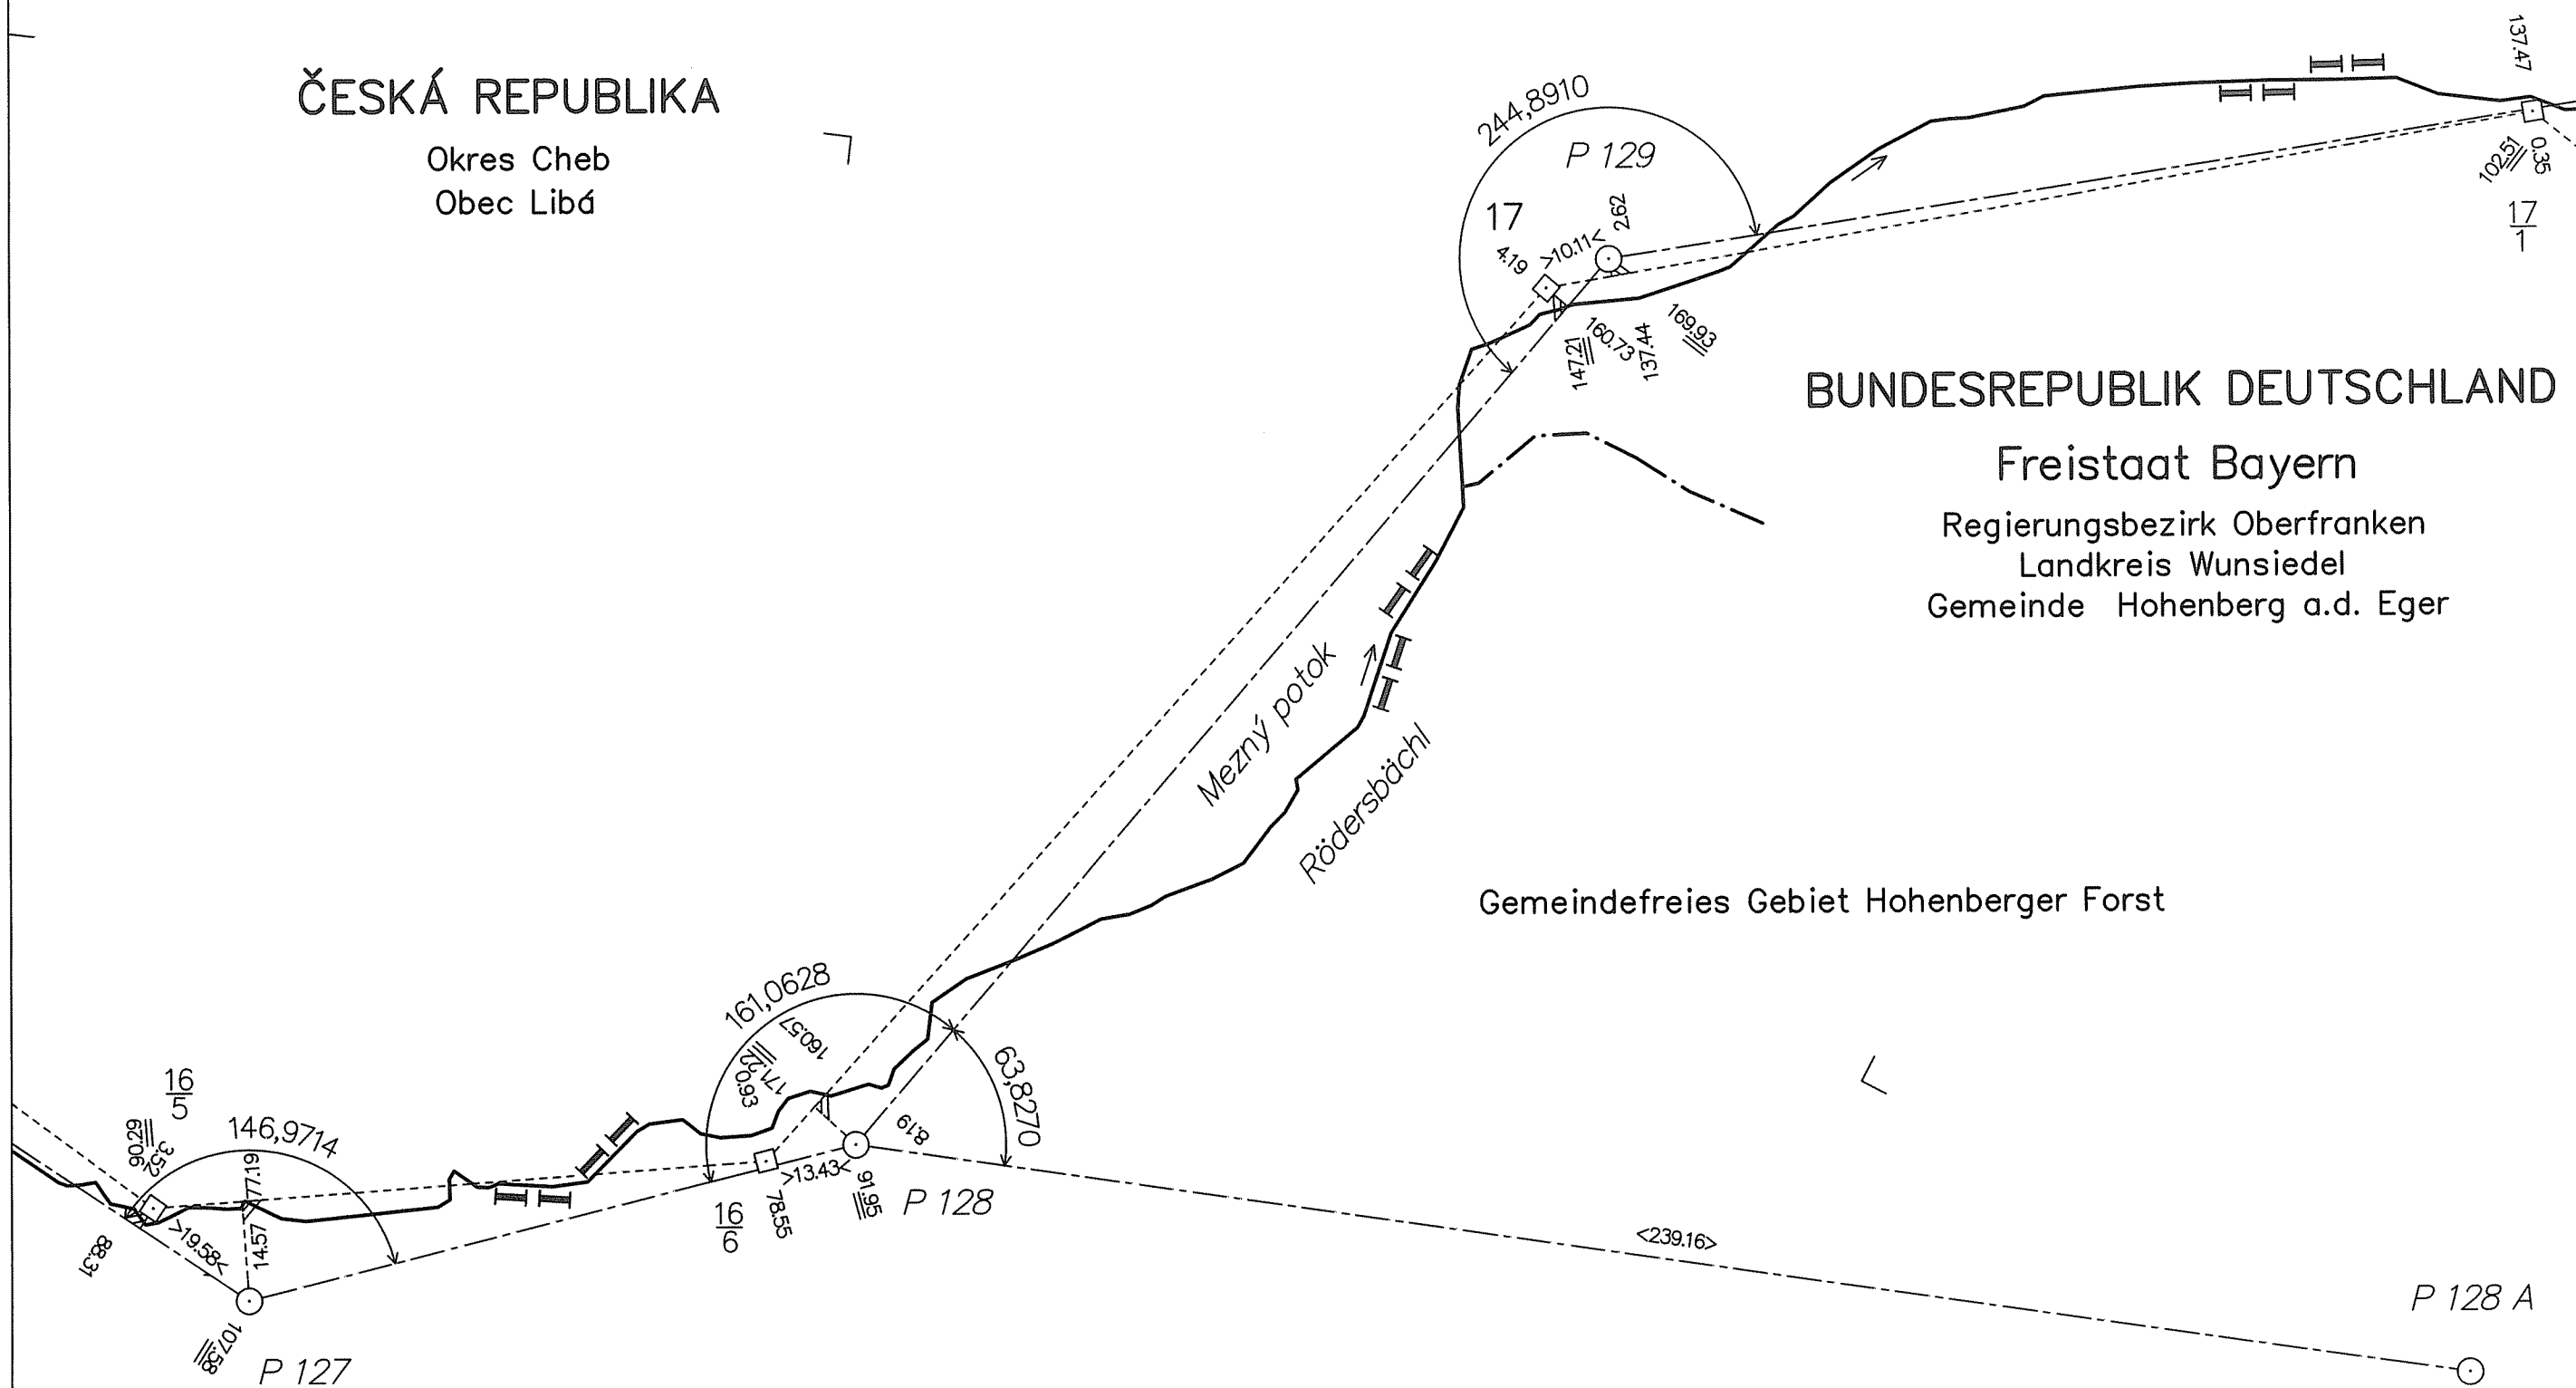 ČESKÁ REPUBLIKA
Okres Cheb
Obec Libá
244,8910
P 129
17
4.19
>10.11<
2.62
137.47
102.51
0.35
17
1
147.21
160.73
137.44
169.93
BUNDESREPUBLIK DEUTSCHLAND
Freistaat Bayern
Regierungsbezirk Oberfranken
Landkreis Wunsiedel
Gemeinde Hohenberg a.d. Eger
Mezný potok
Rödersbächl
Gemeindefreies Gebiet Hohenberger Forst
161,0628
160.57
171.22
0.93
63,8270
8.19
16
5
90.29
3.52
146,9714
77.19
14.57
>19.58<
88.31
107.58
P 127
16
6
78.55
>13.43<
91.95
P 128
<239.16>
P 128 A